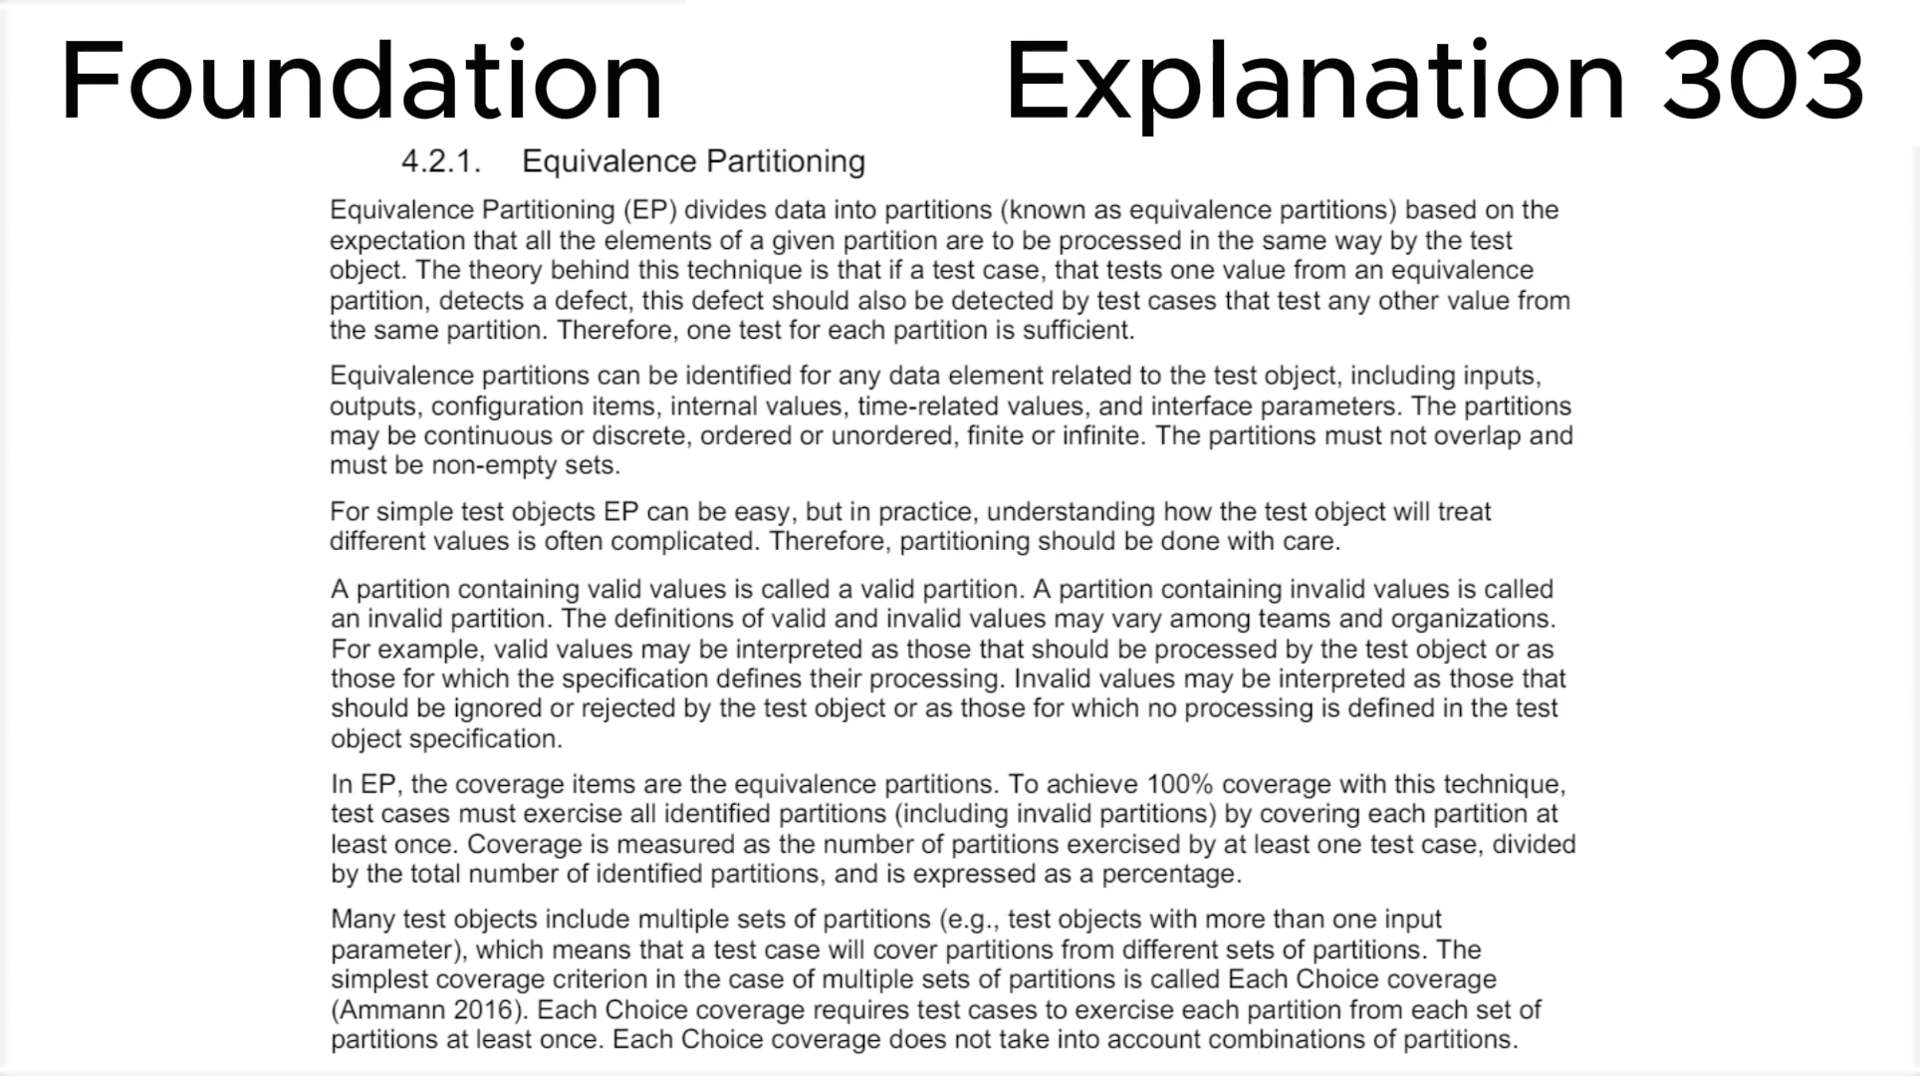 Foundation
Explanation 303
4.2.1. Equivalence Partitioning
Equivalence Partitioning (EP) divides data into partitions (known as equivalence partitions) based on the
expectation that all the elements of a given partition are to be processed in the same way by the test
object. The theory behind this technique is that if a test case, that tests one value from an equivalence
partition, detects a defect, this defect should also be detected by test cases that test any other value from
the same partition. Therefore, one test for each partition is sufficient.
Equivalence partitions can be identified for any data element related to the test object, including inputs,
outputs, configuration items, internal values, time-related values, and interface parameters. The partitions
may be continuous or discrete, ordered or unordered, finite or infinite. The partitions must not overlap and
must be non-empty sets.
For simple test objects EP can be easy, but in practice, understanding how the test object will treat
different values is often complicated. Therefore, partitioning should be done with care.
A partition containing valid values is called a valid partition. A partition containing invalid values is called
an invalid partition. The definitions of valid and invalid values may vary among teams and organizations.
For example, valid values may be interpreted as those that should be processed by the test object or as
those for which the specification defines their processing. Invalid values may be interpreted as those that
should be ignored or rejected by the test object or as those for which no processing is defined in the test
object specification.
In EP, the coverage items are the equivalence partitions. To achieve 100% coverage with this technique,
test cases must exercise all identified partitions (including invalid partitions) by covering each partition at
least once. Coverage is measured as the number of partitions exercised by at least one test case, divided
by the total number of identified partitions, and is expressed as a percentage.
Many test objects include multiple sets of partitions (e.g., test objects with more than one input
parameter), which means that a test case will cover partitions from different sets of partitions. The
simplest coverage criterion in the case of multiple sets of partitions is called Each Choice coverage
(Ammann 2016). Each Choice coverage requires test cases to exercise each partition from each set of
partitions at least once. Each Choice coverage does not take into account combinations of partitions.